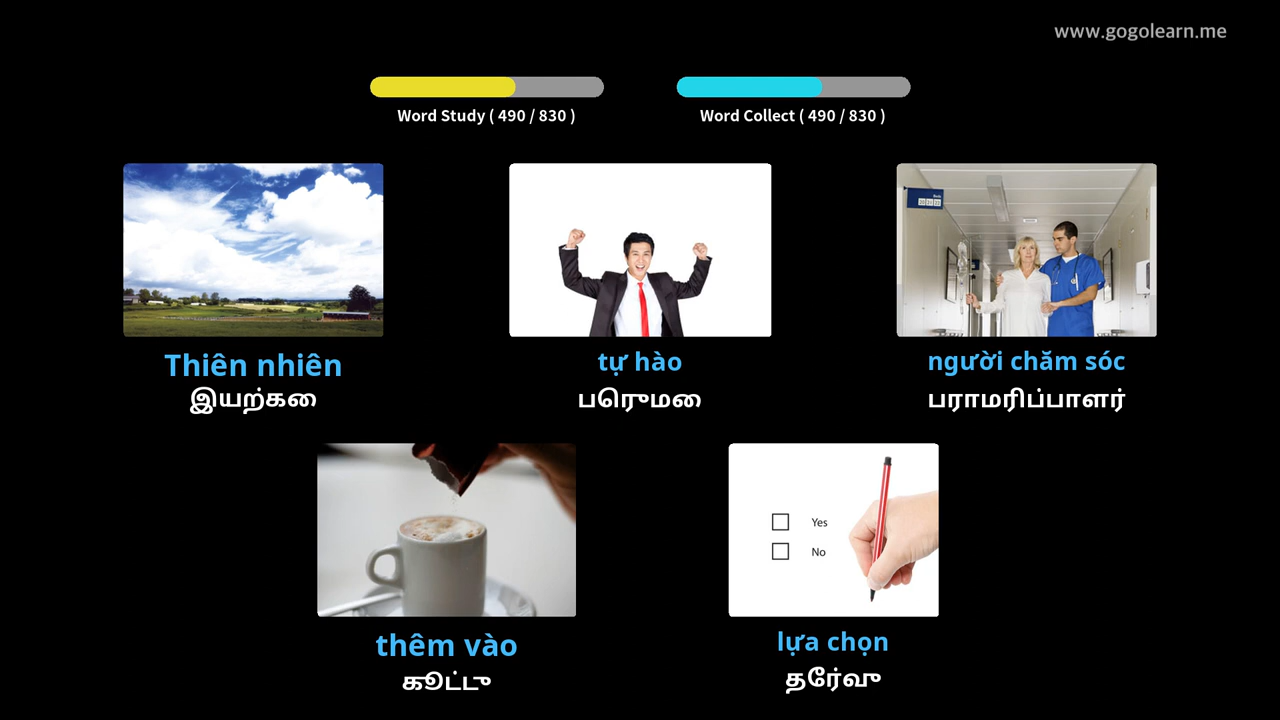 www.gogolearn.me
Word Study ( 490 / 830 )
Word Collect ( 490 / 830 )
Thiên nhiên
இயற்கை
tự hào
பெருமை
người chăm sóc
பராமரிப்பாளர்
Yes
No
thêm vào
கூட்டு
lựa chọn
தேர்வு